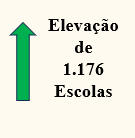 Elevação
de
1.176
Escolas